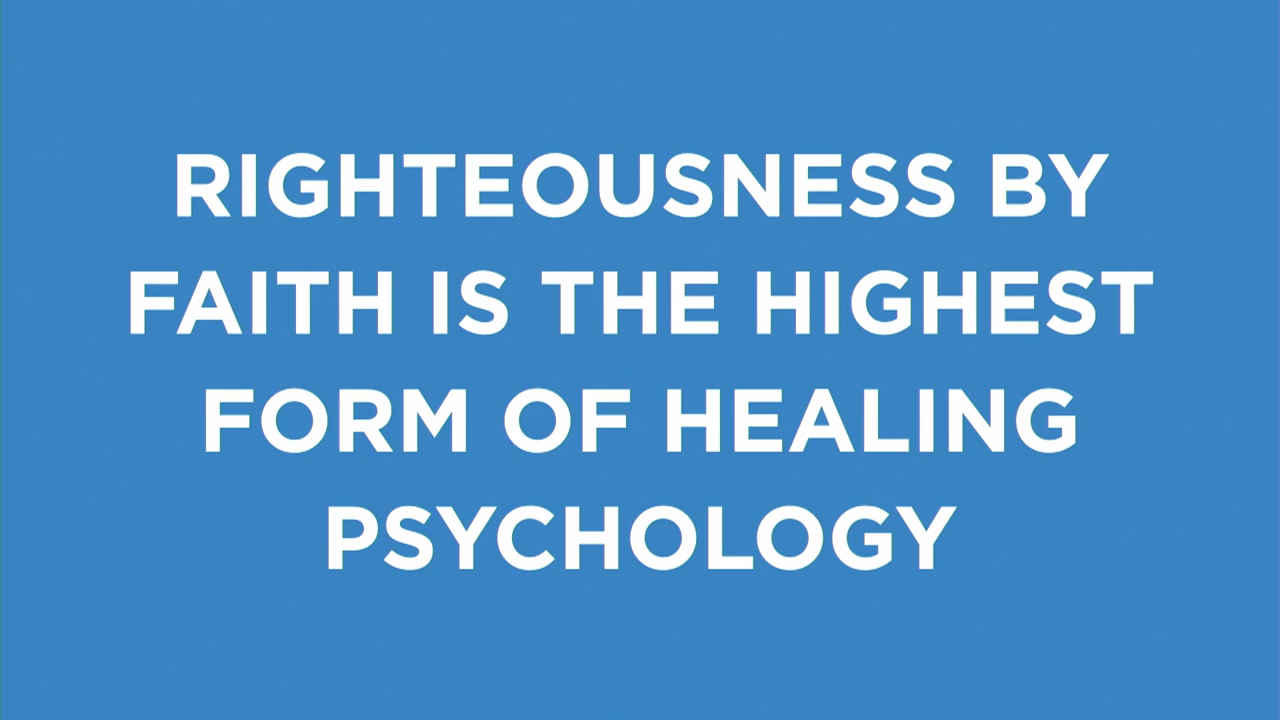 RIGHTEOUSNESS BY
FAITH IS THE HIGHEST
FORM OF HEALING
PSYCHOLOGY